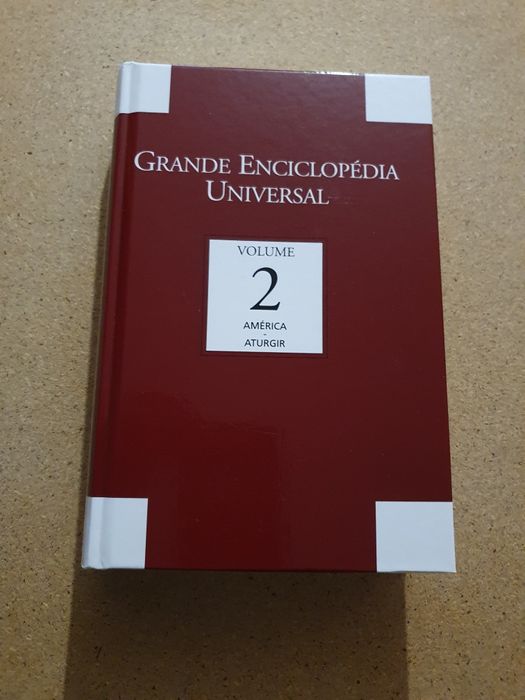 GRANDE ENCICLOPÉDIA
UNIVERSAL
VOLUME
2
AMÉRICA
-
ATURGIR